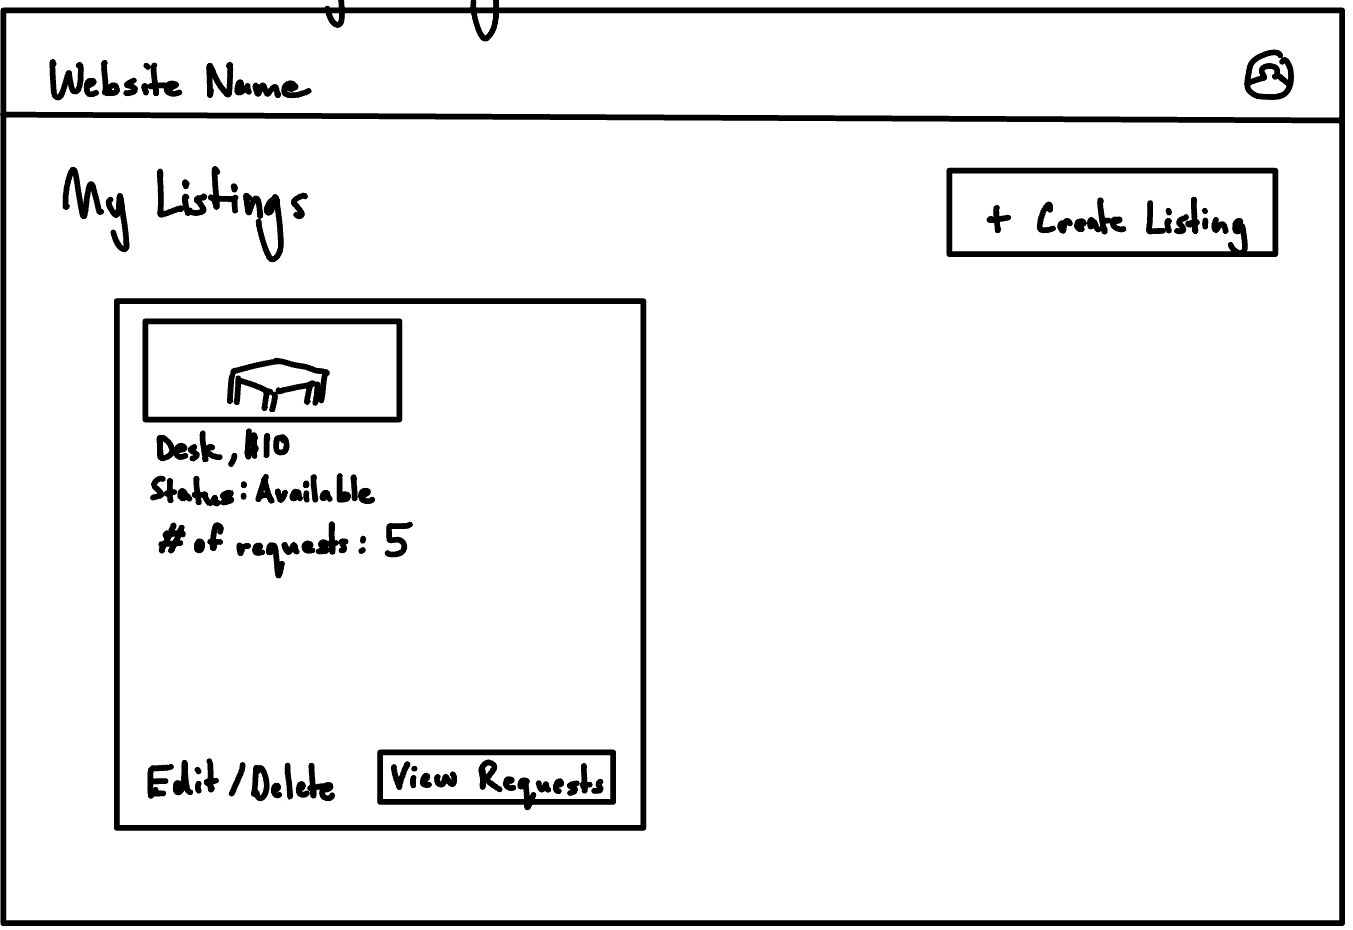 Website Name
My Listings
+ Create Listing
Desk, $10
Status: Available
# of requests: 5
Edit/Delete
View Requests